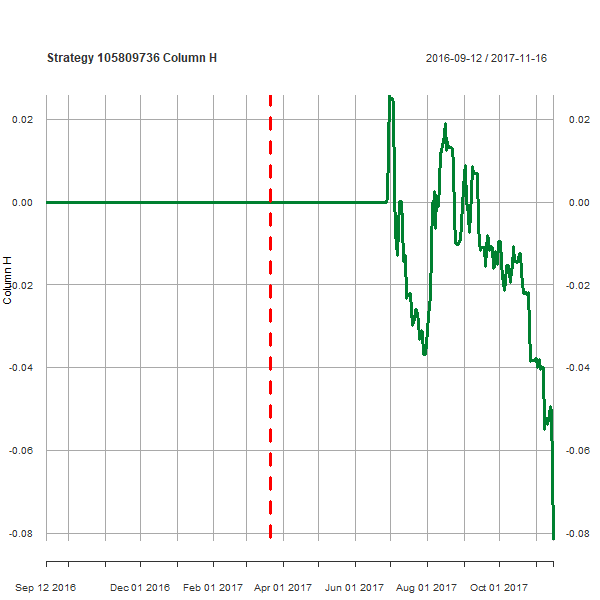 Strategy 105809736 Column H
2016-09-12 / 2017-11-16
0.02
0.02
0.00
0.00
Column H
-0.02
-0.02
-0.04
-0.04
-0.06
-0.06
-0.08
-0.08
Sep 12 2016
Dec 01 2016
Feb 01 2017
Apr 01 2017
Jun 01 2017
Aug 01 2017
Oct 01 2017